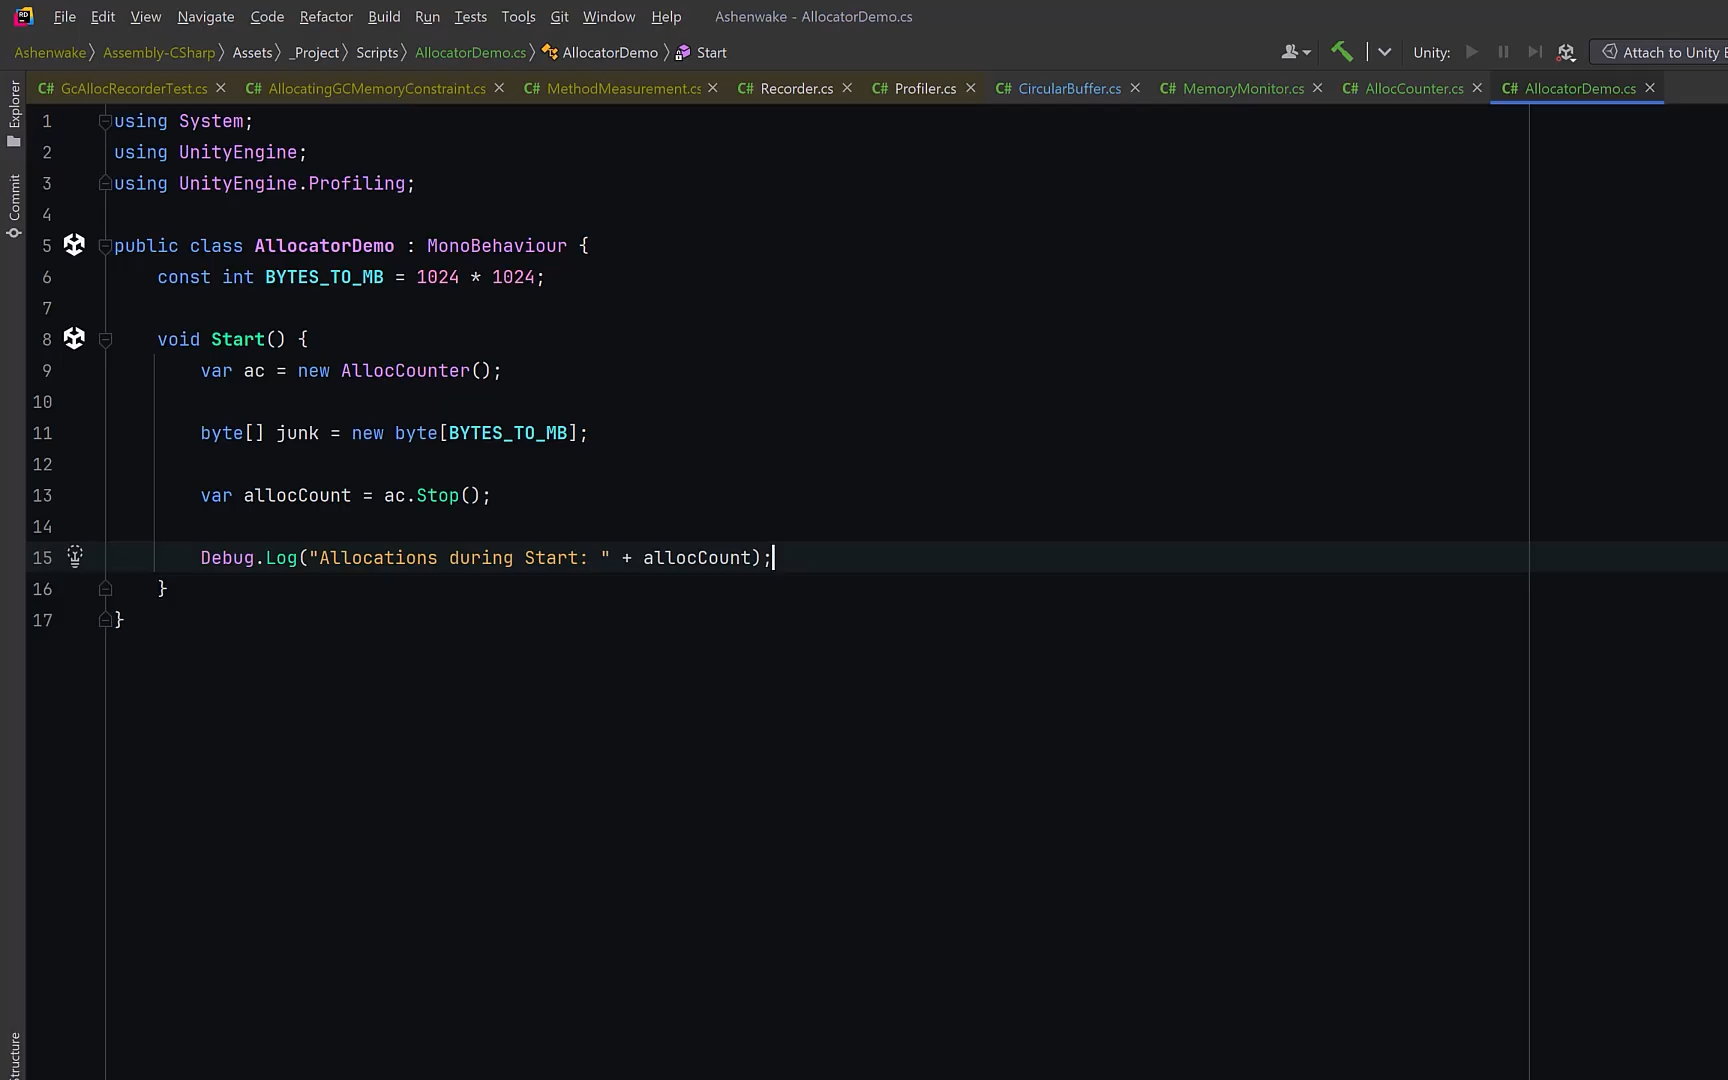 File Edit View Navigate Code Refactor Build Run Tests Tools Git Window Help Ashenwake - AllocatorDemo.cs
Ashenwake Assembly-CSharp Assets _Project Scripts AllocatorDemo.cs AllocatorDemo Start Unity: Attach to Unity E
C# GcAllocRecorderTest.cs C# AllocatingGCMemoryConstraint.cs C# MethodMeasurement.cs C# Recorder.cs C# Profiler.cs C# CircularBuffer.cs C# MemoryMonitor.cs C# AllocCounter.cs C# AllocatorDemo.cs
Explorer
Commit
Structure
1 using System;
2 using UnityEngine;
3 using UnityEngine.Profiling;
4
5 public class AllocatorDemo : MonoBehaviour {
6 const int BYTES_TO_MB = 1024 * 1024;
7
8 void Start() {
9 var ac = new AllocCounter();
10
11 byte[] junk = new byte[BYTES_TO_MB];
12
13 var allocCount = ac.Stop();
14
15 Debug.Log("Allocations during Start: " + allocCount);
16 }
17 }